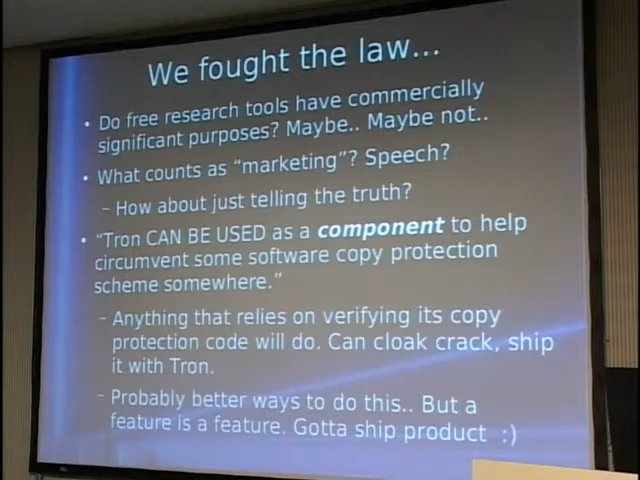 We fought the law...
• Do free research tools have commercially
significant purposes? Maybe.. Maybe not..
• What counts as “marketing”? Speech?
– How about just telling the truth?
• “Tron CAN BE USED as a component to help
circumvent some software copy protection
scheme somewhere.”
– Anything that relies on verifying its copy
protection code will do. Can cloak crack, ship
it with Tron.
– Probably better ways to do this.. But a
feature is a feature. Gotta ship product :)